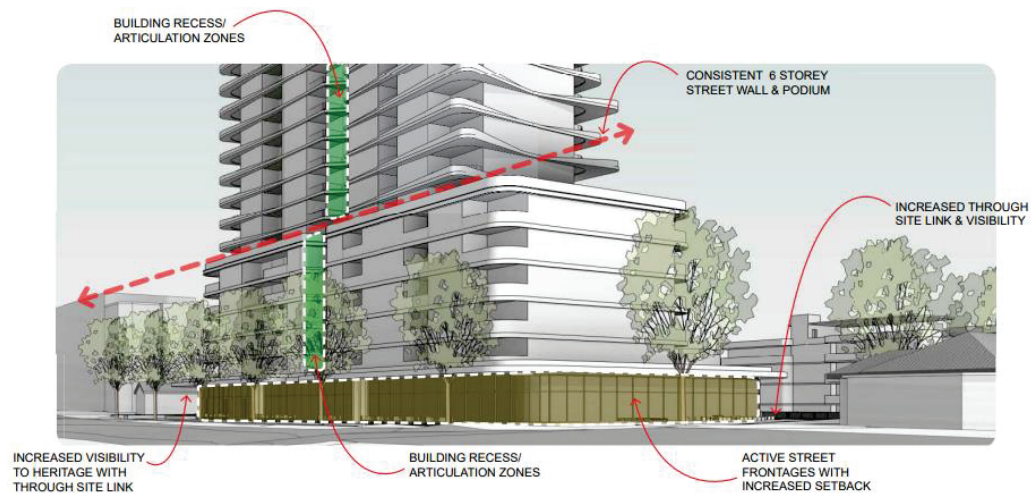 BUILDING RECESS/
ARTICULATION ZONES
CONSISTENT 6 STOREY
STREET WALL & PODIUM
INCREASED THROUGH
SITE LINK & VISIBILITY
INCREASED VISIBILITY
TO HERITAGE WITH
THROUGH SITE LINK
BUILDING RECESS/
ARTICULATION ZONES
ACTIVE STREET
FRONTAGES WITH
INCREASED SETBACK